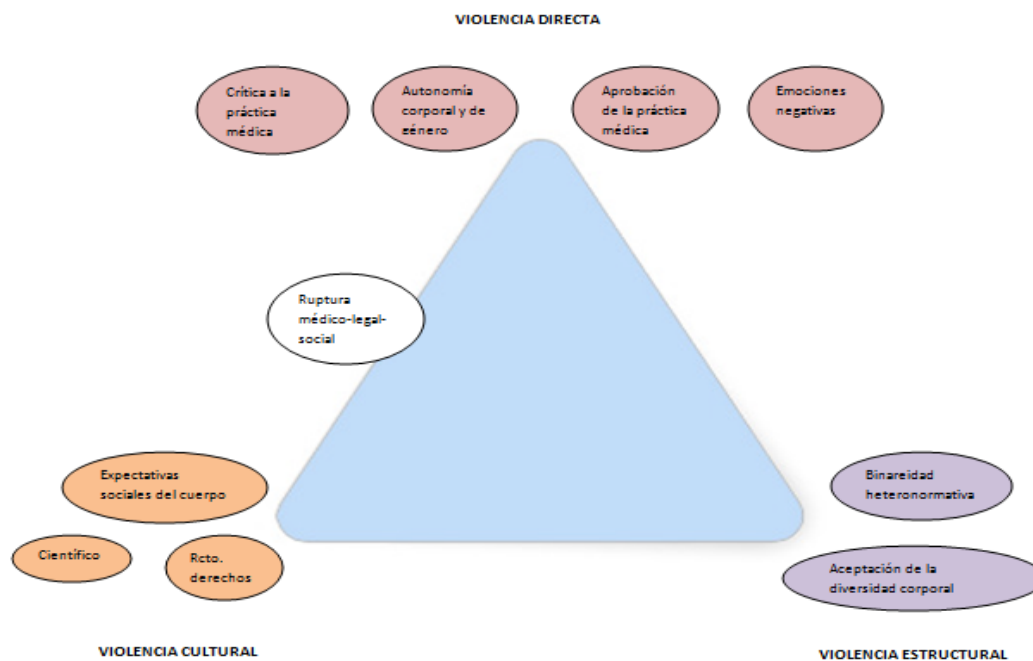 VIOLENCIA DIRECTA
Crítica a la
práctica
médica
Autonomía
corporal y de
género
Aprobación
de la práctica
médica
Emociones
negativas
Ruptura
médico-legal-
social
Expectativas
sociales del cuerpo
Científico
Rcto.
derechos
Binareidad
heteronormativa
Aceptación de la
diversidad corporal
VIOLENCIA CULTURAL
VIOLENCIA ESTRUCTURAL